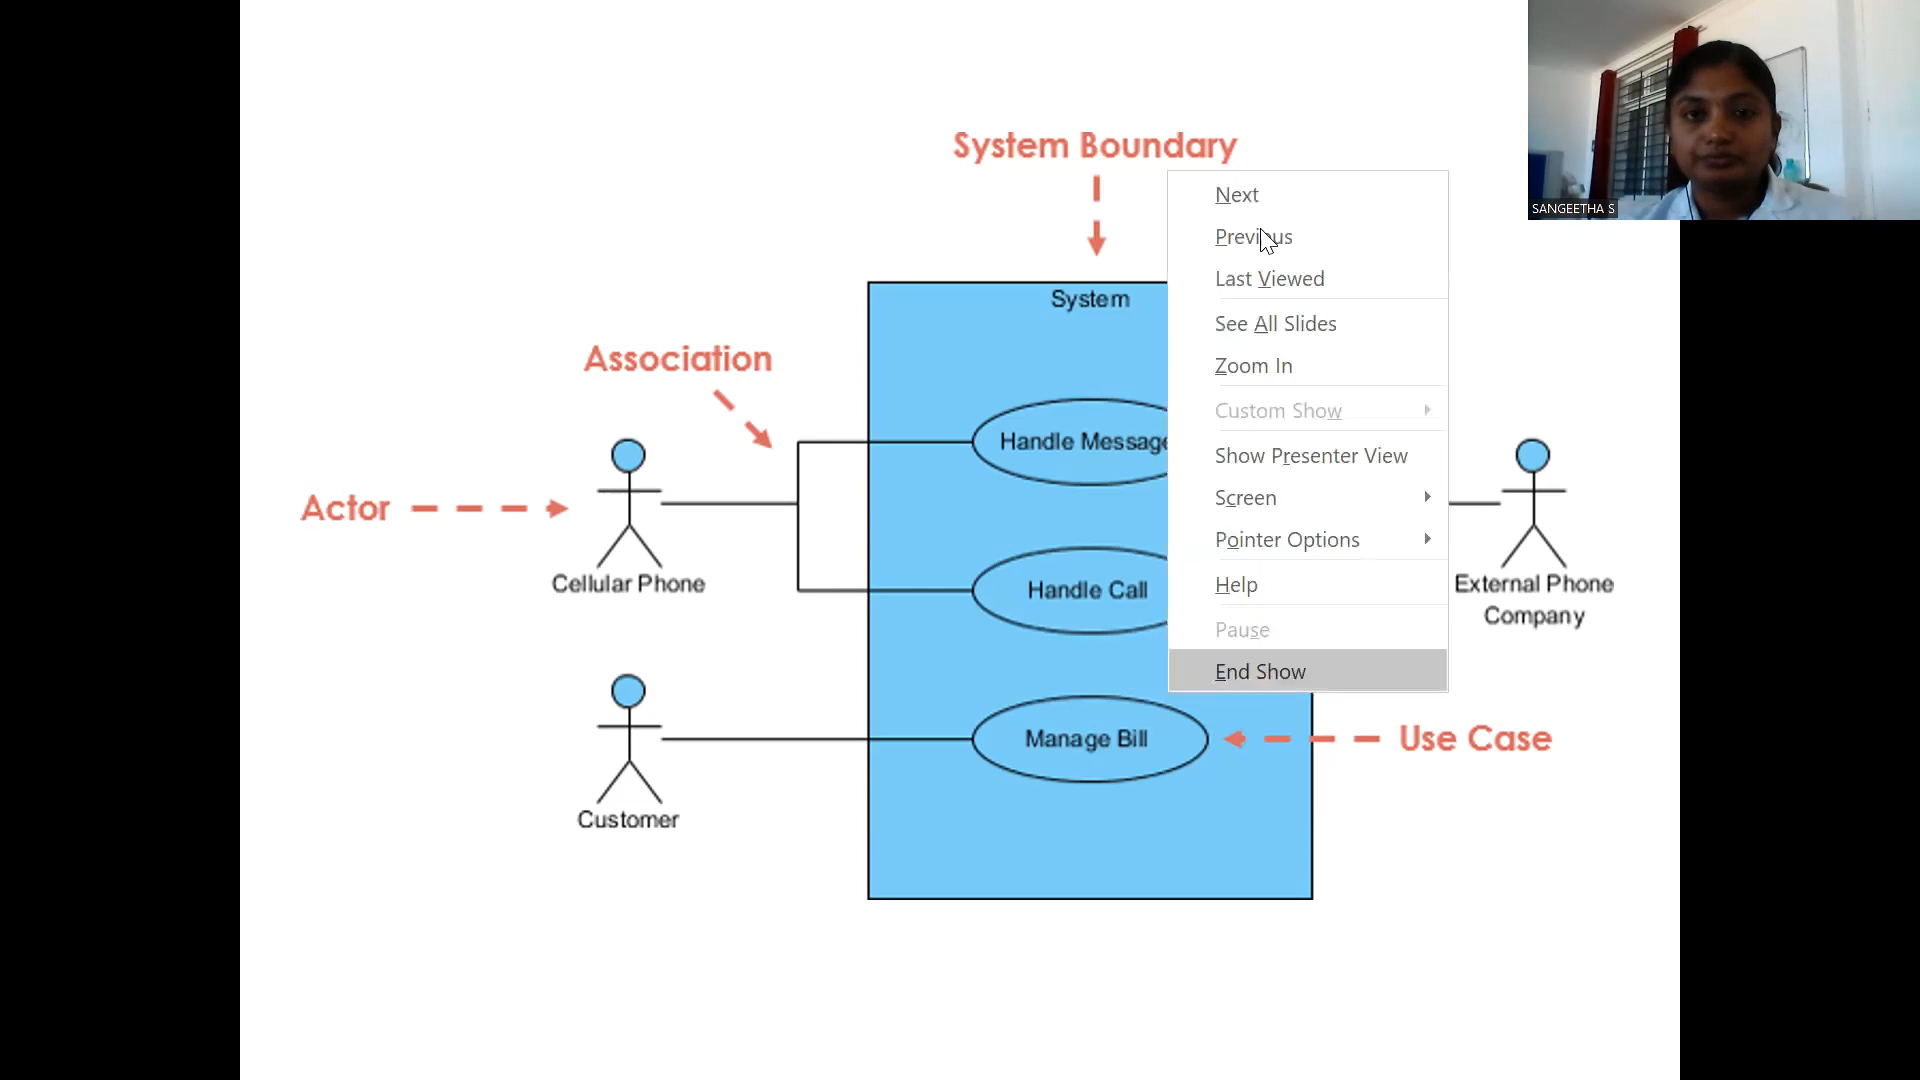 System Boundary
System
Association
Handle Message
Actor
Cellular Phone
Handle Call
External Phone
Company
Manage Bill
Use Case
Customer
Next
Previous
Last Viewed
See All Slides
Zoom In
Custom Show
Show Presenter View
Screen
Pointer Options
Help
Pause
End Show
SANGEETHA S